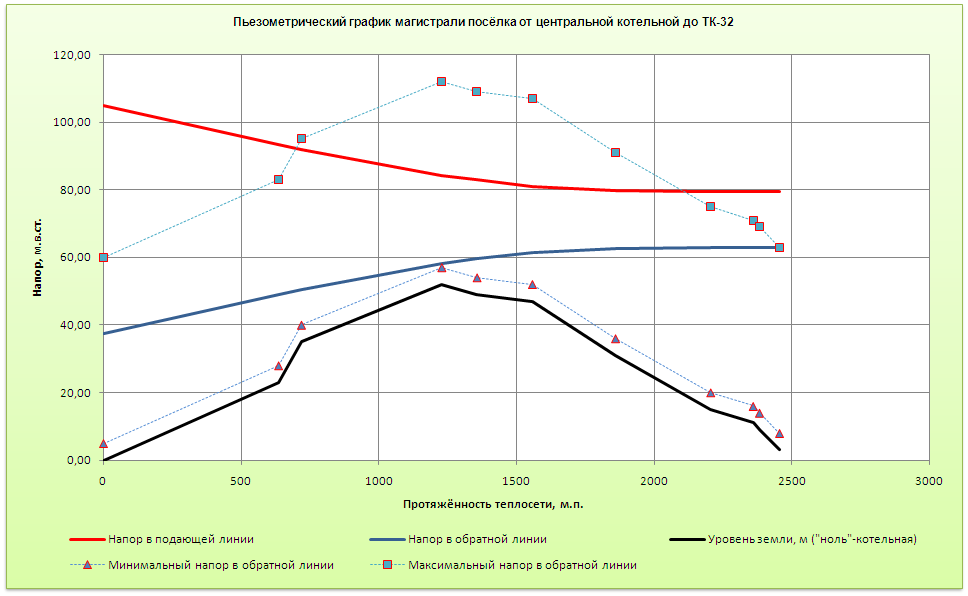 Пьезометрический график магистрали посёлка от центральной котельной до ТК-32
120,00
100,00
80,00
60,00
40,00
20,00
0,00
Напор, м.в.ст.
0 500 1000 1500 2000 2500 3000
Протяжённость теплосети, м.п.
Напор в подающей линии Напор в обратной линии Уровень земли, м ("ноль"-котельная)
Минимальный напор в обратной линии Максимальный напор в обратной линии